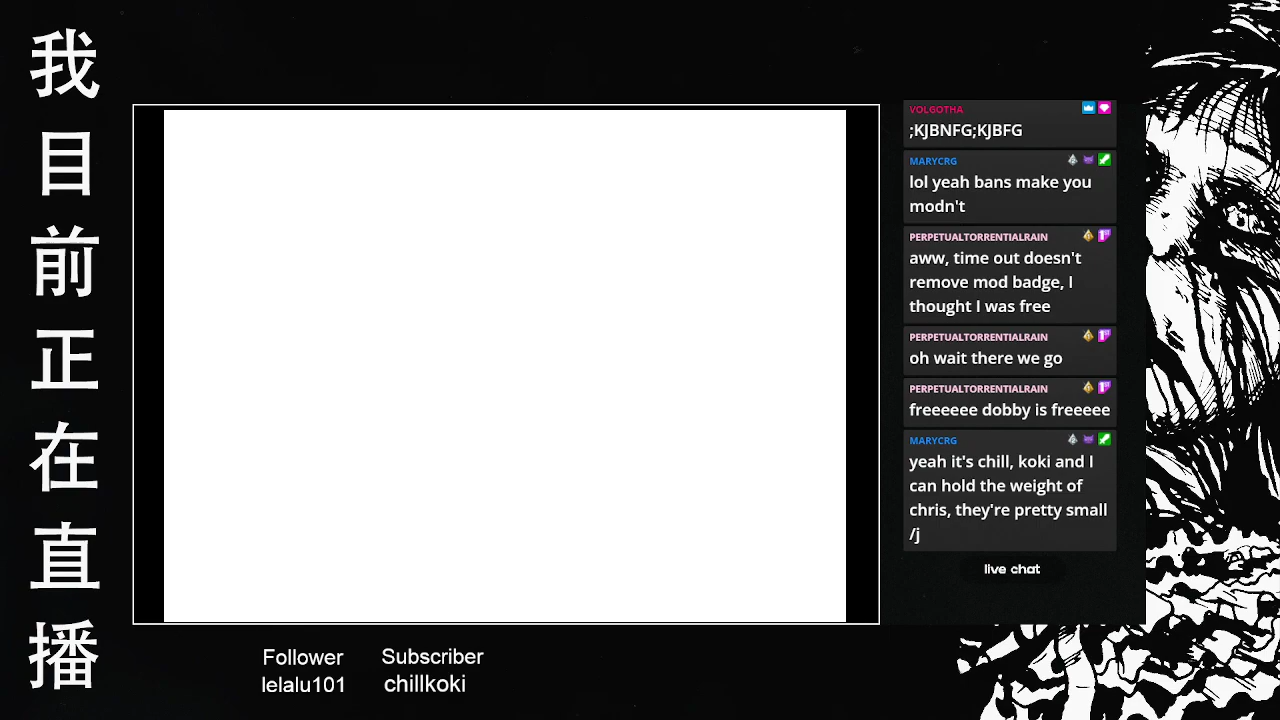 我目前正在直播
VOLGOTHA
;KJBNFG;KJBFG
MARYCRG
lol yeah bans make you
modn't
PERPETUALTORRENTIALRAIN
aww, time out doesn't
remove mod badge, I
thought I was free
PERPETUALTORRENTIALRAIN
oh wait there we go
PERPETUALTORRENTIALRAIN
freeeeee dobby is freeeee
MARYCRG
yeah it's chill, koki and I
can hold the weight of
chris, they're pretty small
/j
live chat
Follower
lelalu101
Subscriber
chillkoki